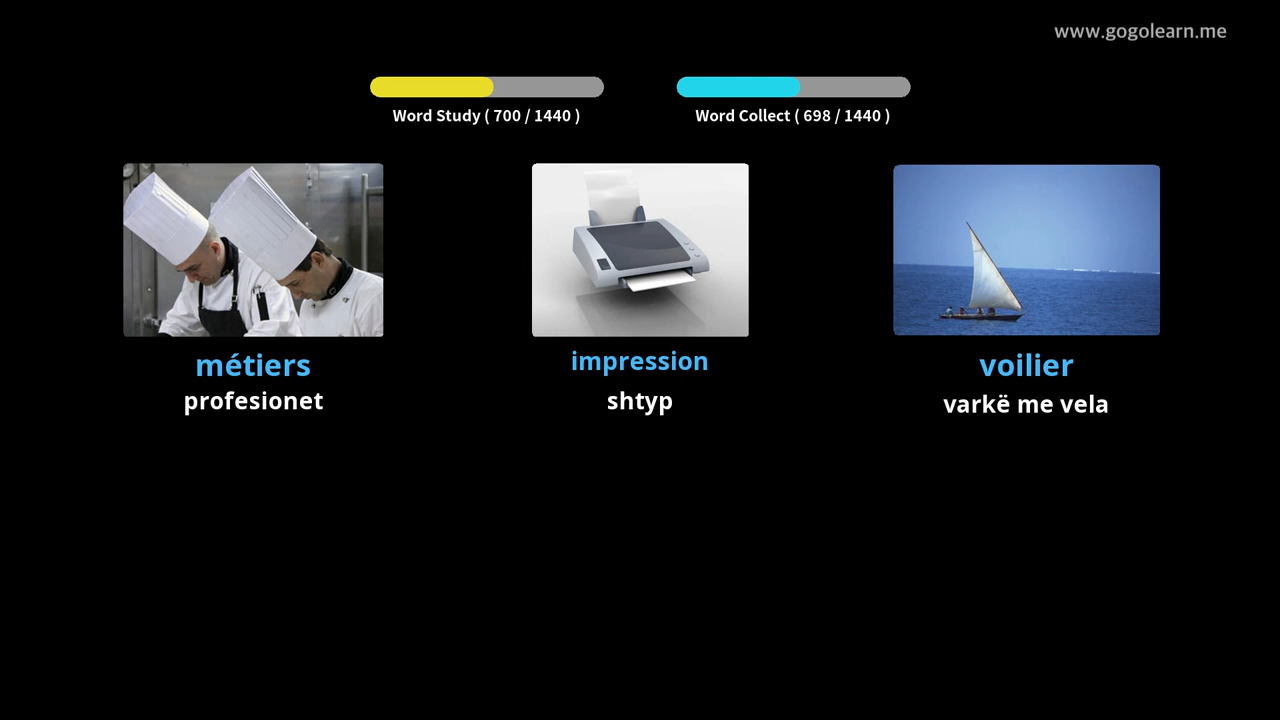 www.gogolearn.me
Word Study ( 700 / 1440 )
Word Collect ( 698 / 1440 )
métiers
profesionet
impression
shtyp
voilier
varkë me vela